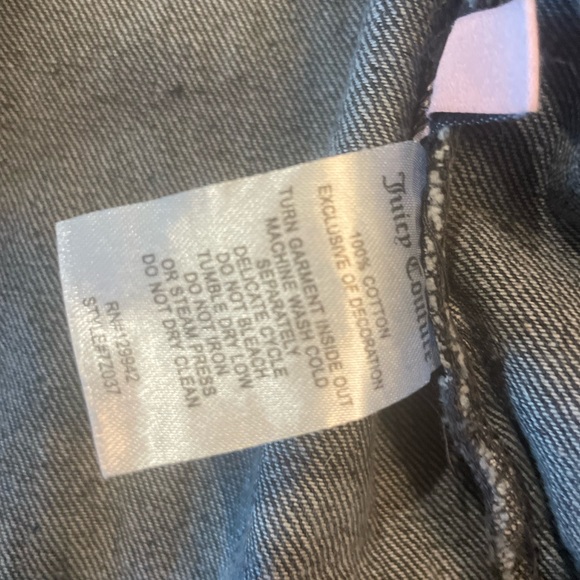 Juicy Couture
100% COTTON
EXCLUSIVE OF DECORATION
TURN GARMENT INSIDE OUT
MACHINE WASH COLD
SEPARATELY
DELICATE CYCLE
DO NOT BLEACH
TUMBLE DRY LOW
DO NOT IRON
OR STEAM PRESS
DO NOT DRY CLEAN
RN#129942
STYLE#72037